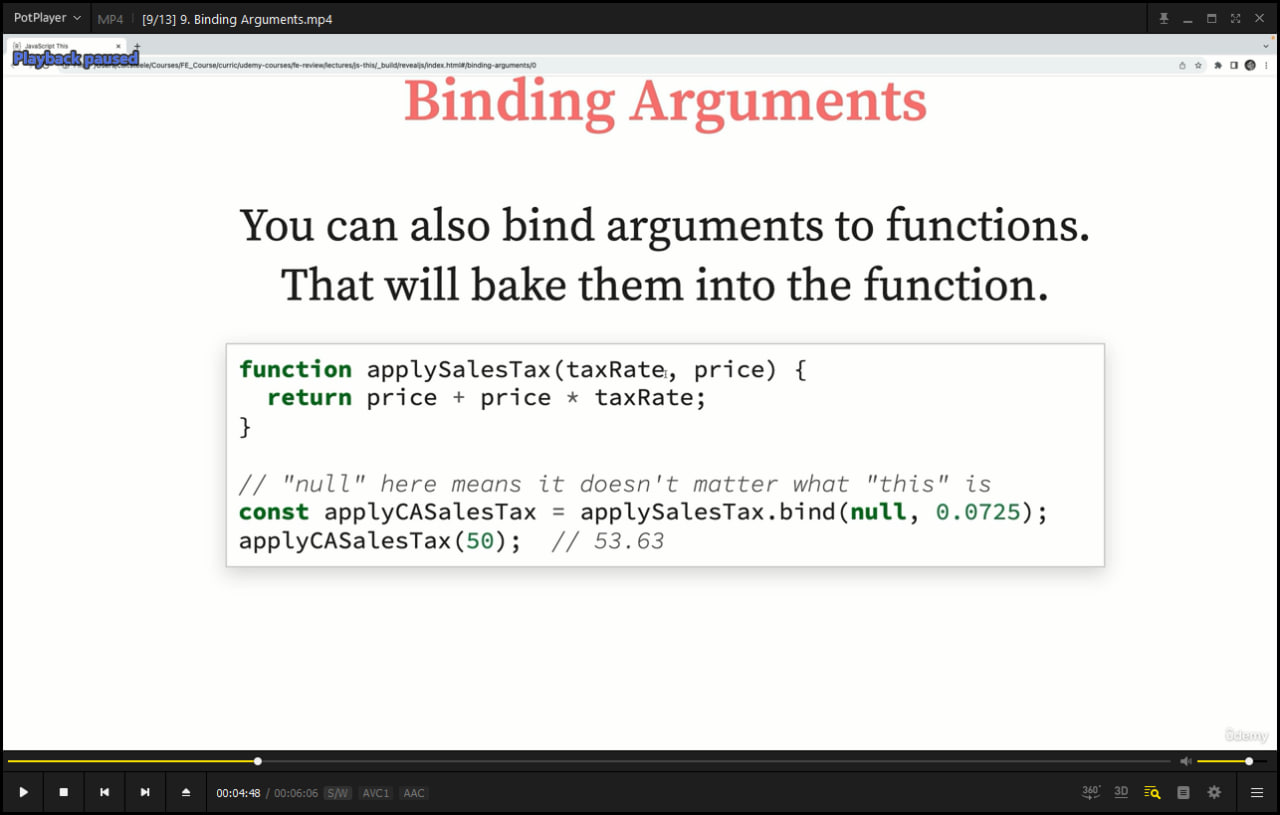 PotPlayer
MP4
[9/13] 9. Binding Arguments.mp4
JavaScript This
Playback paused
/Courses/FE_Course/curric/udemy-courses/fe-review/lectures/js-this/_build/revealjs/index.html#/binding-arguments/0
Binding Arguments
You can also bind arguments to functions.
That will bake them into the function.
function applySalesTax(taxRate, price) {
  return price + price * taxRate;
}
// "null" here means it doesn't matter what "this" is
const applyCASalesTax = applySalesTax.bind(null, 0.0725);
applyCASalesTax(50);  // 53.63
ûdemy
00:04:48 / 00:06:06 S/W AVC1 AAC
360° 3D